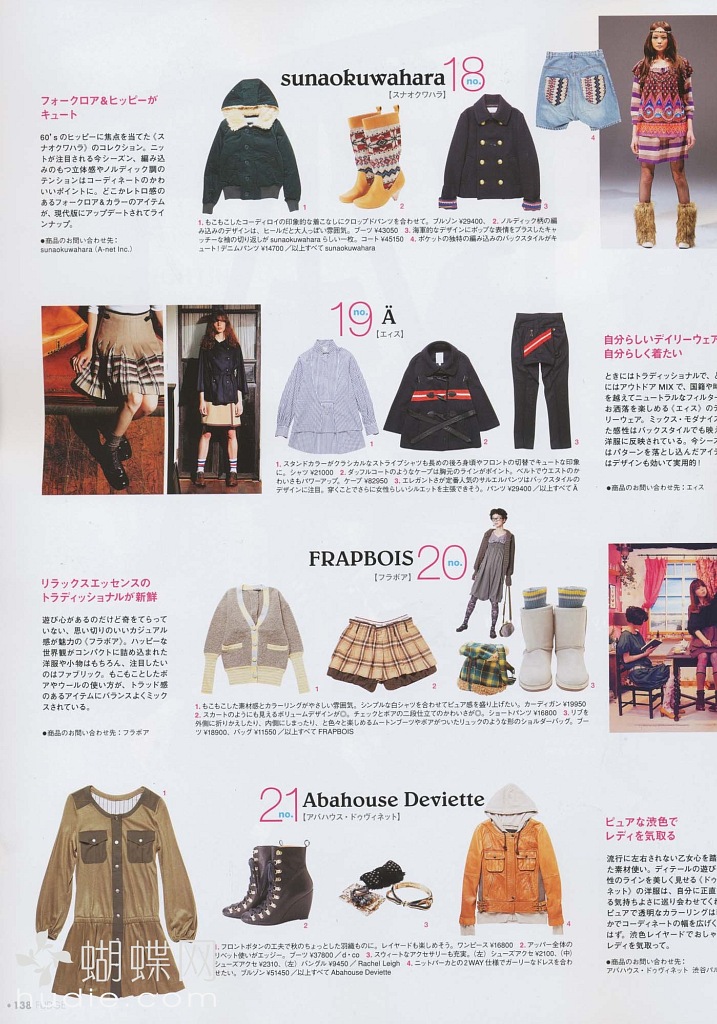 sunaokuwahara no.18
【スナオクワハラ】
フォークロア&ヒッピーが
キュート
60'sのヒッピーに焦点を当てた《ス
ナオクワハラ》のコレクション。ニッ
トが注目される今シーズン、編み込
みのもつ立体感やノルディック調の
テンションはコーディネートのかわ
いいポイントに。どこかレトロ感の
あるフォークロア&カラーのアイテム
が、現代版にアップデートされてライ
ンナップ。
●商品のお問い合わせ先:
sunaokuwahara (A-net Inc.)
1
2
3
4
1. もこもこしたコーディロイの印象的な着こなしにクロップドパンツを合わせて。ブルゾン¥29400、 2. ノルディック柄の編
み込みのデザインは、ヒールだと大人っぽい雰囲気。ブーツ¥43050 3. 海軍的なデザインにポップな表情をプラスしたキャ
ッチーな袖の切り返しが sunaokuwahara らしい一枚。コート¥45150 4. ポケットの独特の編み込みのバックスタイルがキ
ュート!デニムパンツ¥14700/以上すべて sunaokuwahara
no.19 Ä
【エィス】
1
2
3
自分らしいデイリーウェア
自分らしく着たい
ときにはトラディッショナルで、と
にはアウトドア MIX で、国籍や時
を越えてニュートラルなフィルター
お洒落を楽しめる《エィス》のデ
リーウェア。ミックス・モダナイズ
た感性はバックスタイルでも映
洋服に反映されている。今シーズ
はパターンを落とし込んだアイテ
はデザインも効いて実用的!
●商品のお問い合わせ先:エィス
1. スタンドカラーがクラシカルなストライプシャツも長めの後ろ身頃やフロントの切替でキュートな印象
に。シャツ ¥21000 2. ダッフルコートのようなケープは胸元のラインがポイント。ベルトでウエストのか
わいさもパワーアップ。ケープ ¥82950 3. エレガントさが定番人気のサルエルパンツはバックスタイルの
デザインに注目。穿くことでさらに女性らしいシルエットを主張できそう。パンツ ¥29400/以上すべて Ä
FRAPBOIS 20 no.
【フラボア】
リラックスエッセンスの
トラディッショナルが新鮮
遊び心があるのだけど奇をてらって
いない、思い切りのいいカジュアル
感が魅力の《フラボア》。ハッピーな
世界観がコンパクトに詰め込まれた
洋服や小物はもちろん、注目したい
のはファブリック。もこもことしたボ
アやウールの使い方が、トラッド感
のあるアイテムにバランスよくミック
スされている。
●商品のお問い合わせ先:フラボア
1
2
3
1. もこもこした素材感とカラーリングがやさしい雰囲気。シンプルな白シャツを合わせてピュア感を盛り上げたい。カーディガン ¥19950
2. スカートのようにも見えるボリュームデザインが◎。チェックとボアの二段仕立てのかわいさが◎。ショートパンツ ¥16800 3. リブを
外側に折りかえしたり、内側にしまったり、と色々と楽しめるムートンブーツやボアがついたリュックのような形のショルダーバッグ。ブー
ツ ¥18900、バッグ ¥11550/以上すべて FRAPBOIS
21 no. Abahouse Deviette
【アバハウス・ドゥヴィネット】
1
2
3
4
ピュアな渋色で
レディを気取る
流行に左右されない乙女心を踏
た素材使い。ディテールの遊び
性のラインを美しく見せる《ドゥ
ネット》の洋服は、自分に正直
る気持ちよさに巡り会わせてくれ
ピュアで透明なカラーリングは
かでコーディネートの幅を広げ
はず。渋色レイヤードでおしゃ
レディを気取って。
●商品のお問い合わせ先:
アバハウス・ドゥヴィネット 渋谷パル
1. フロントボタンの工夫で秋のちょっとした羽織ものに。レイヤードも楽しめそう。ワンピース ¥16800 2. アッパー全体の
リベット使いがエッジー。ブーツ ¥37800/d・co 3. スウィートなアクセサリーも充実。(左)シューズアクセ ¥2100、(中)
シューズアクセ ¥2310、(左)バングル ¥9450/Rachel Leigh 4. ニットパーカとの2WAY仕様でガーリーなドレスを合わ
せたい。ブルゾン ¥51450/以上すべて Abahouse Deviette
蝴蝶网
hudie.com
138